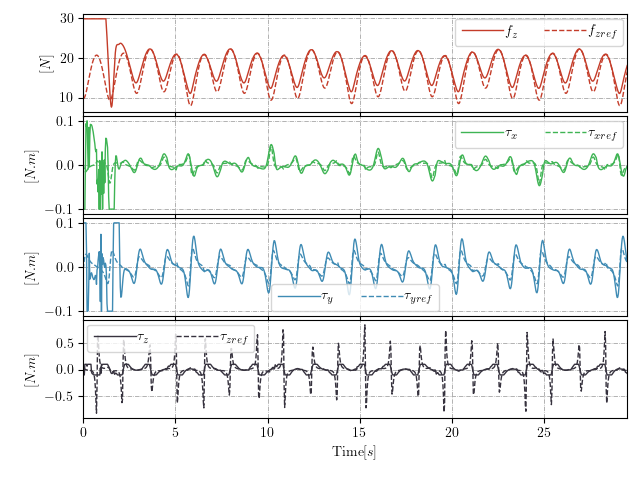 30
20
10
[N]
f_z f_zref
0.1
0.0
−0.1
[N.m]
τ_x τ_xref
0.1
0.0
−0.1
[N.m]
τ_y τ_yref
0.5
0.0
−0.5
[N.m]
τ_z τ_zref
0 5 10 15 20 25
Time[s]